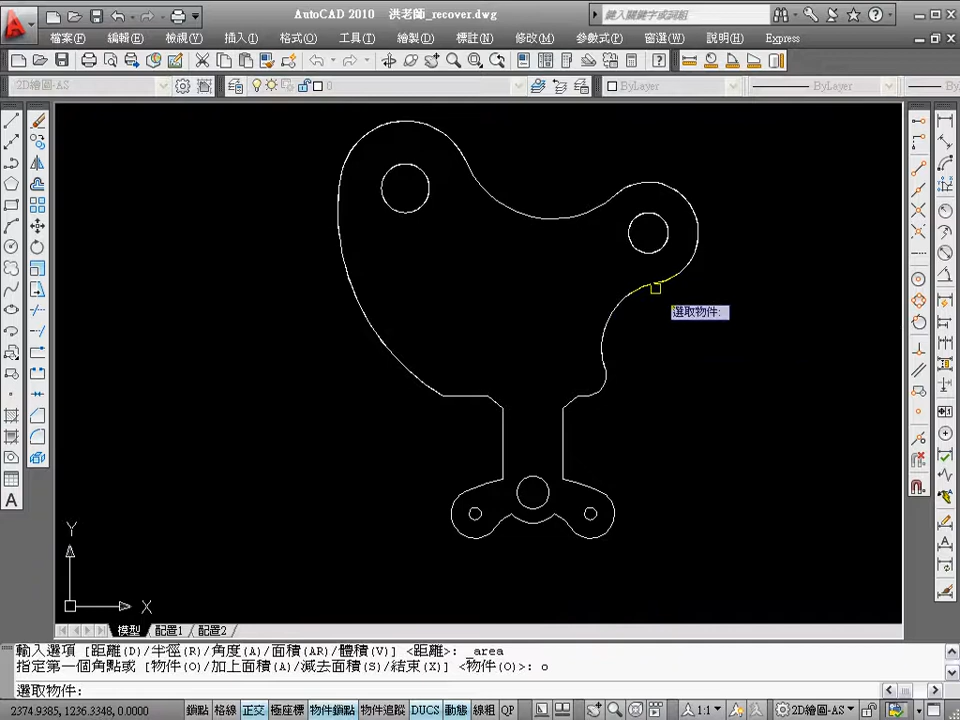 AutoCAD 2010 洪老師_recover.dwg
鍵入關鍵字或詞組
檔案(F) 編輯(E) 檢視(V) 插入(I) 格式(O) 工具(T) 繪製(D) 標註(N) 修改(M) 參數式(P) 視窗(W) 說明(H) Express
2D繪圖-AS
0
ByLayer
ByLayer
ByLa
選取物件:
Y
X
A
模型 配置1 配置2
輸入選項 [距離(D)/半徑(R)/角度(A)/面積(AR)/體積(V)] <距離>: _area
指定第一個角點或 [物件(O)/加上面積(A)/減去面積(S)/結束(X)] <物件(O)>: o
選取物件:
2374.9385, 1236.3348, 0.0000 鎖點 格線 正交 極座標 物件鎖點 物件追蹤 DUCS 動態 線粗 QP 1:1 2D繪圖-AS